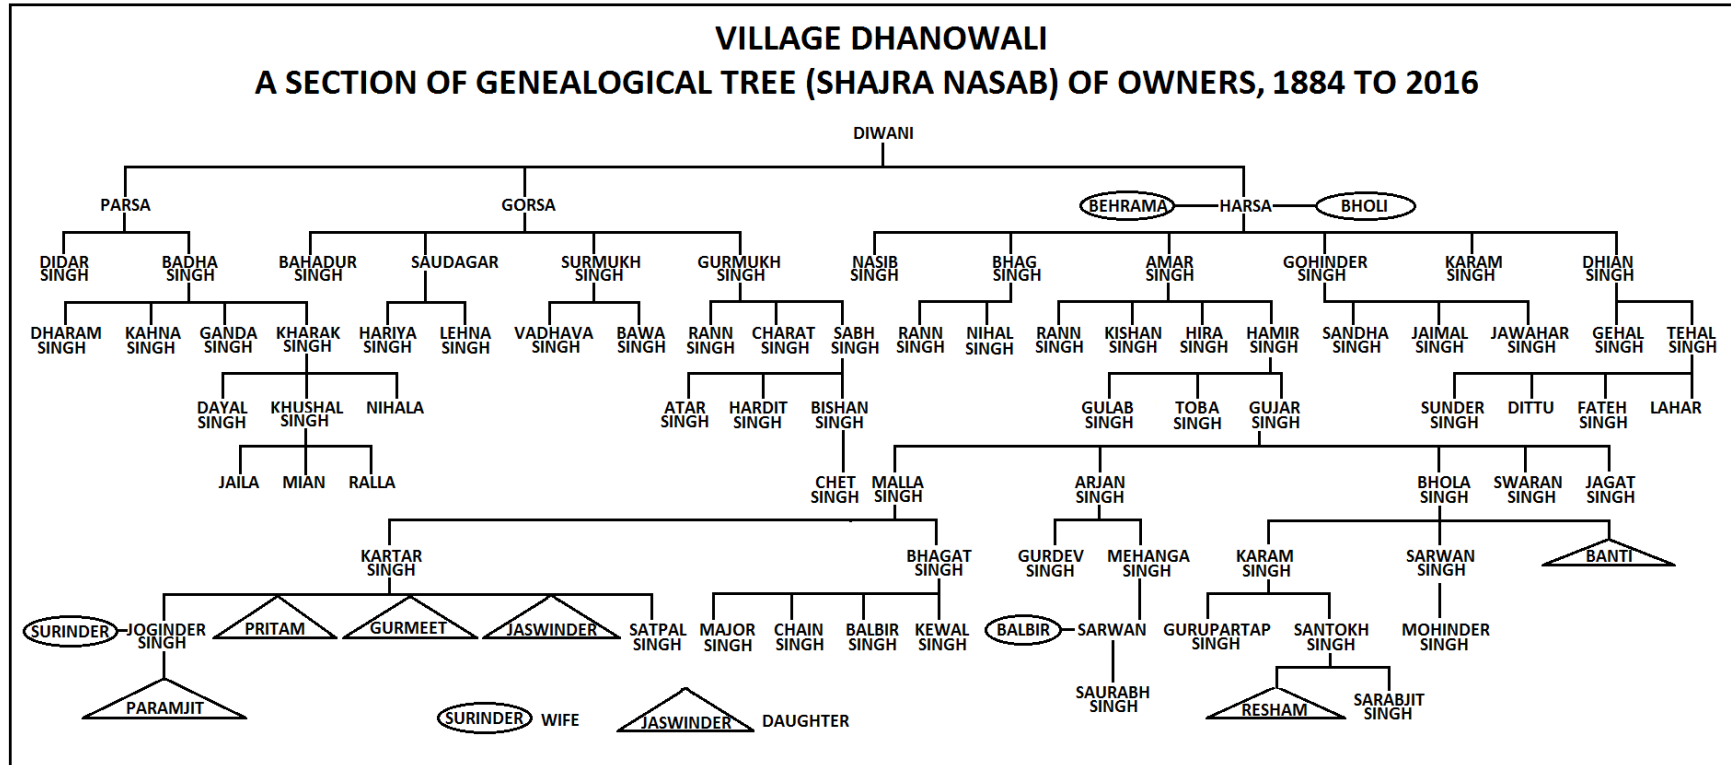 VILLAGE DHANOWALI
A SECTION OF GENEALOGICAL TREE (SHAJRA NASAB) OF OWNERS, 1884 TO 2016
DIWANI
PARSA GORSA BEHRAMA HARSA BHOLI
DIDAR BADHA BAHADUR SAUDAGAR SURMUKH GURMUKH NASIB BHAG AMAR GOHINDER KARAM DHIAN
SINGH SINGH SINGH SINGH SINGH SINGH SINGH SINGH SINGH SINGH SINGH
DHARAM KAHNA GANDA KHARAK HARIYA LEHNA VADHAVA BAWA RANN CHARAT SABH RANN NIHAL RANN KISHAN HIRA HAMIR SANDHA JAIMAL JAWAHAR GEHAL TEHAL
SINGH SINGH SINGH SINGH SINGH SINGH SINGH SINGH SINGH SINGH SINGH SINGH SINGH SINGH SINGH SINGH SINGH SINGH SINGH SINGH SINGH SINGH
DAYAL KHUSHAL NIHALA ATAR HARDIT BISHAN GULAB TOBA GUJAR SUNDER DITTU FATEH LAHAR
SINGH SINGH SINGH SINGH SINGH SINGH SINGH SINGH SINGH SINGH
JAILA MIAN RALLA CHET MALLA ARJAN BHOLA SWARAN JAGAT
SINGH SINGH SINGH SINGH SINGH SINGH
KARTAR BHAGAT GURDEV MEHANGA KARAM SARWAN BANTI
SINGH SINGH SINGH SINGH SINGH SINGH
SURINDER JOGINDER PRITAM GURMEET JASWINDER SATPAL MAJOR CHAIN BALBIR KEWAL BALBIR SARWAN GURUPARTAP SANTOKH MOHINDER
SINGH SINGH SINGH SINGH SINGH SINGH SINGH SINGH SINGH
PARAMJIT SAURABH RESHAM SARABJIT
SINGH SINGH
SURINDER WIFE JASWINDER DAUGHTER